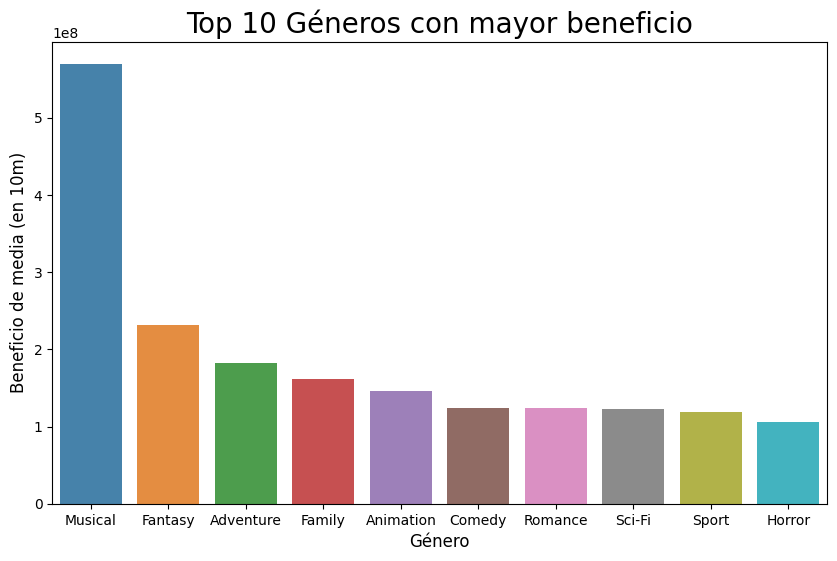 Top 10 Géneros con mayor beneficio
1e8
5
4
3
2
1
0
Beneficio de media (en 10m)
Musical Fantasy Adventure Family Animation Comedy Romance Sci-Fi Sport Horror
Género